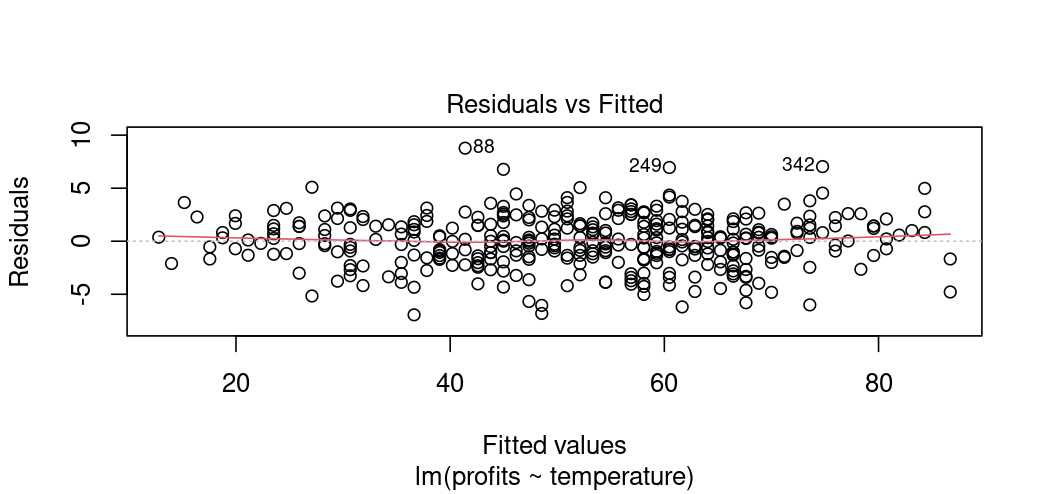 Residuals vs Fitted
10
5
0
-5
Residuals
88
249
342
20 40 60 80
Fitted values
lm(profits ~ temperature)